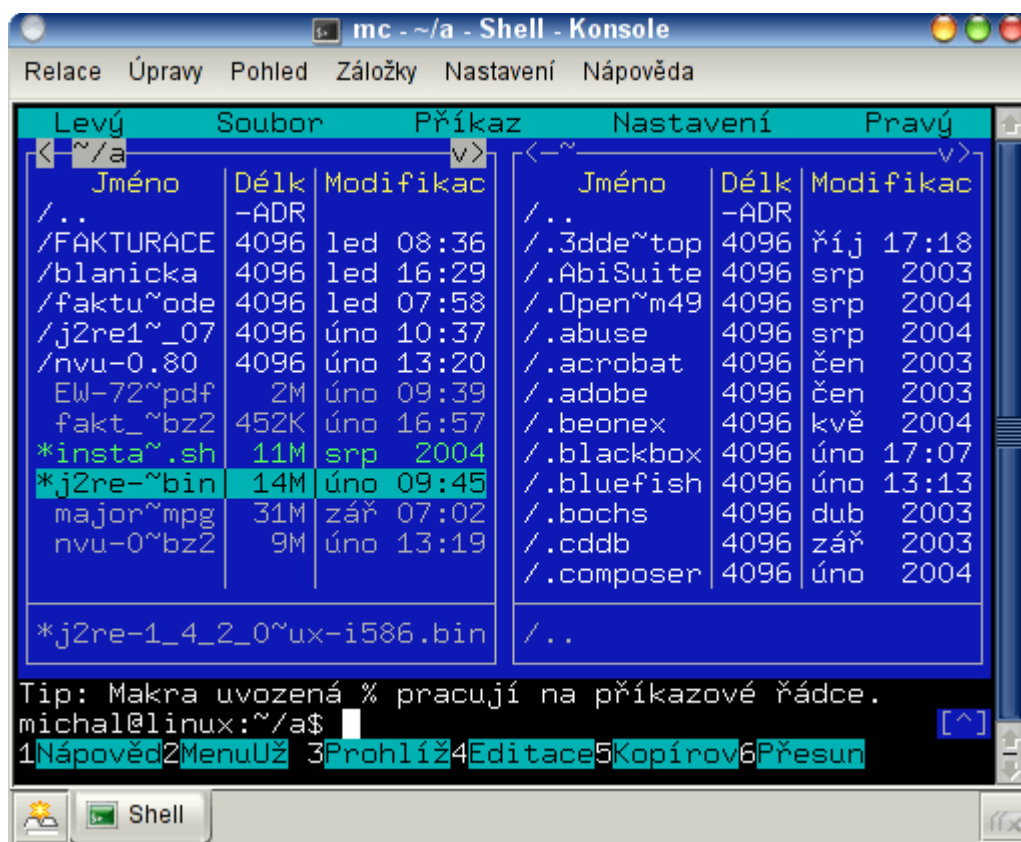 mc - ~/a - Shell - Konsole
Relace Úpravy Pohled Záložky Nastavení Nápověda
Levý Soubor Příkaz Nastavení Pravý
<- ~/a v> <-~ v>
Jméno Délk Modifikac Jméno Délk Modifikac
/.. -ADR /.. -ADR
/FAKTURACE 4096 led 08:36 /.3dde~top 4096 říj 17:18
/blanicka 4096 led 16:29 /.AbiSuite 4096 srp 2003
/faktu~ode 4096 led 07:58 /.Open~m49 4096 srp 2004
/j2re1~_07 4096 úno 10:37 /.abuse 4096 srp 2004
/nvu-0.80 4096 úno 13:20 /.acrobat 4096 čen 2003
EW-72~pdf 2M úno 09:39 /.adobe 4096 čen 2003
fakt_~bz2 452K úno 16:57 /.beonex 4096 kvě 2004
*insta~.sh 11M srp 2004 /.blackbox 4096 úno 17:07
*j2re-~bin 14M úno 09:45 /.bluefish 4096 úno 13:13
major~mpg 31M zář 07:02 /.bochs 4096 dub 2003
nvu-0~bz2 9M úno 13:19 /.cddb 4096 zář 2003
/.composer 4096 úno 2004
*j2re-1_4_2_0~ux-i586.bin /..
Tip: Makra uvozená % pracují na příkazové řádce.
michal@linux:~/a$ [^]
1Nápověd2MenuUž 3Prohlíž4Editace5Kopírov6Přesun
Shell